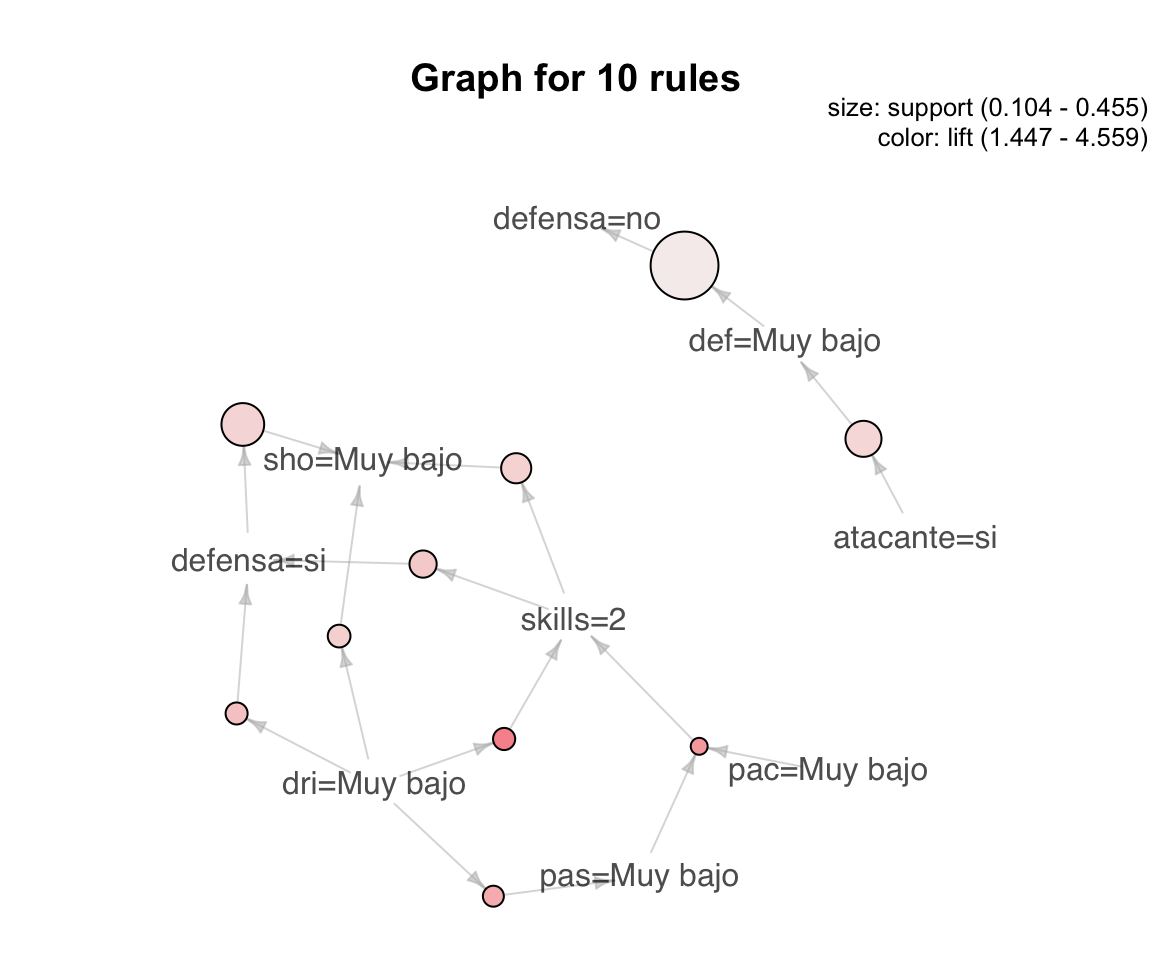 Graph for 10 rules
size: support (0.104 - 0.455)
color: lift (1.447 - 4.559)
defensa=no
def=Muy bajo
sho=Muy bajo
atacante=si
defensa=si
skills=2
pac=Muy bajo
dri=Muy bajo
pas=Muy bajo